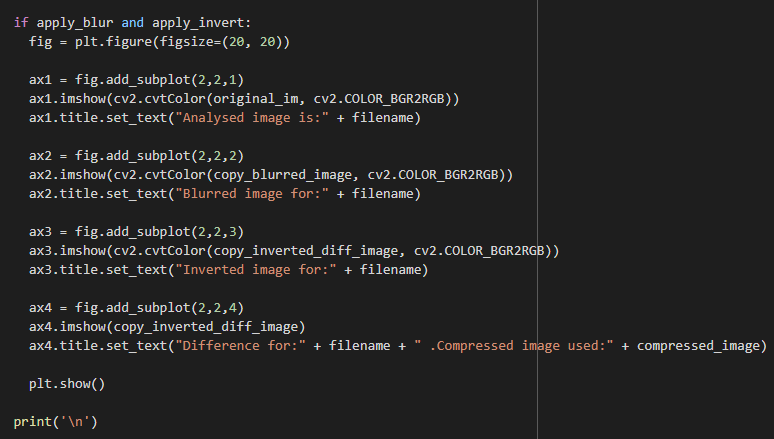 if apply_blur and apply_invert:
  fig = plt.figure(figsize=(20, 20))

  ax1 = fig.add_subplot(2,2,1)
  ax1.imshow(cv2.cvtColor(original_im, cv2.COLOR_BGR2RGB))
  ax1.title.set_text("Analysed image is:" + filename)

  ax2 = fig.add_subplot(2,2,2)
  ax2.imshow(cv2.cvtColor(copy_blurred_image, cv2.COLOR_BGR2RGB))
  ax2.title.set_text("Blurred image for:" + filename)

  ax3 = fig.add_subplot(2,2,3)
  ax3.imshow(cv2.cvtColor(copy_inverted_diff_image, cv2.COLOR_BGR2RGB))
  ax3.title.set_text("Inverted image for:" + filename)

  ax4 = fig.add_subplot(2,2,4)
  ax4.imshow(copy_inverted_diff_image)
  ax4.title.set_text("Difference for:" + filename + " .Compressed image used:" + compressed_image)

  plt.show()

print('\n')